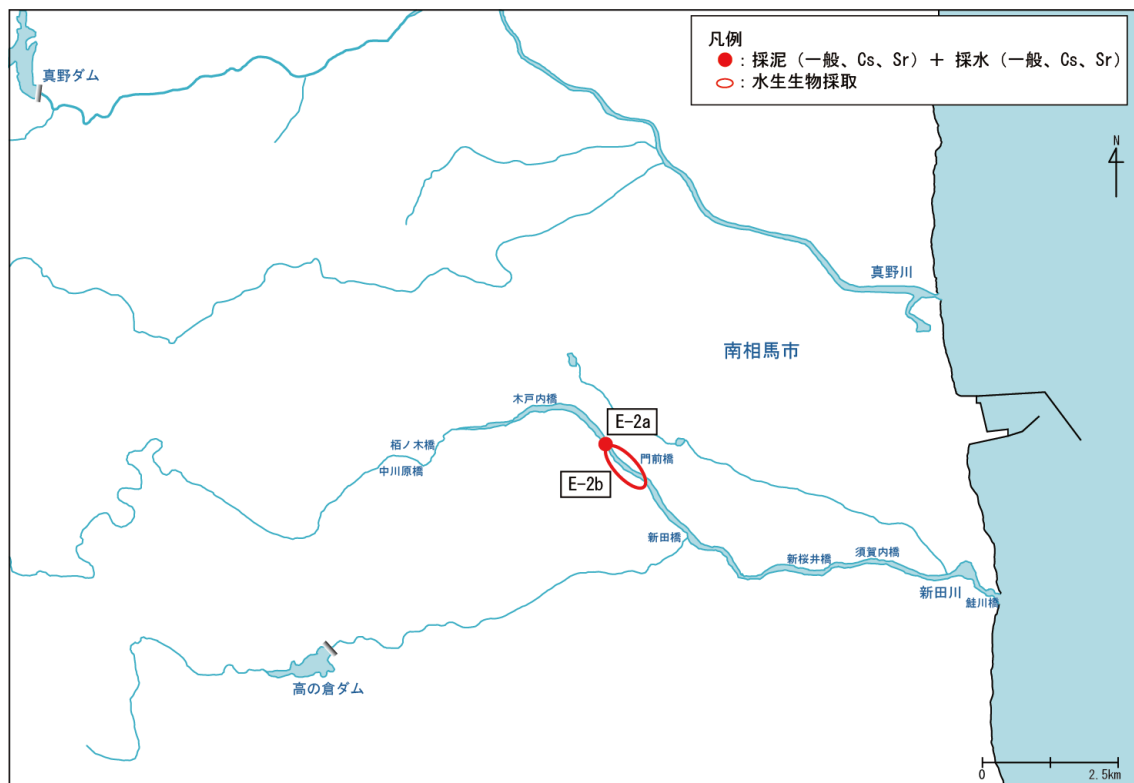 凡例
：採泥（一般、Cs、Sr）＋ 採水（一般、Cs、Sr）
：水生生物採取
真野ダム
N
真野川
南相馬市
木戸内橋
E-2a
栢ノ木橋
門前橋
中川原橋
E-2b
新田橋
新桜井橋
須賀内橋
新田川
鮭川橋
高の倉ダム
0
2.5km